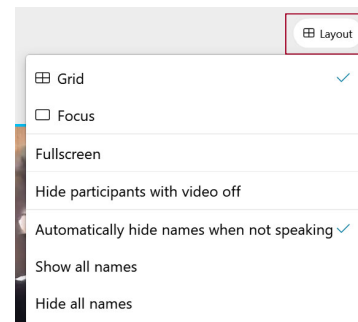 Layout
Grid
Focus
Fullscreen
Hide participants with video off
Automatically hide names when not speaking
Show all names
Hide all names